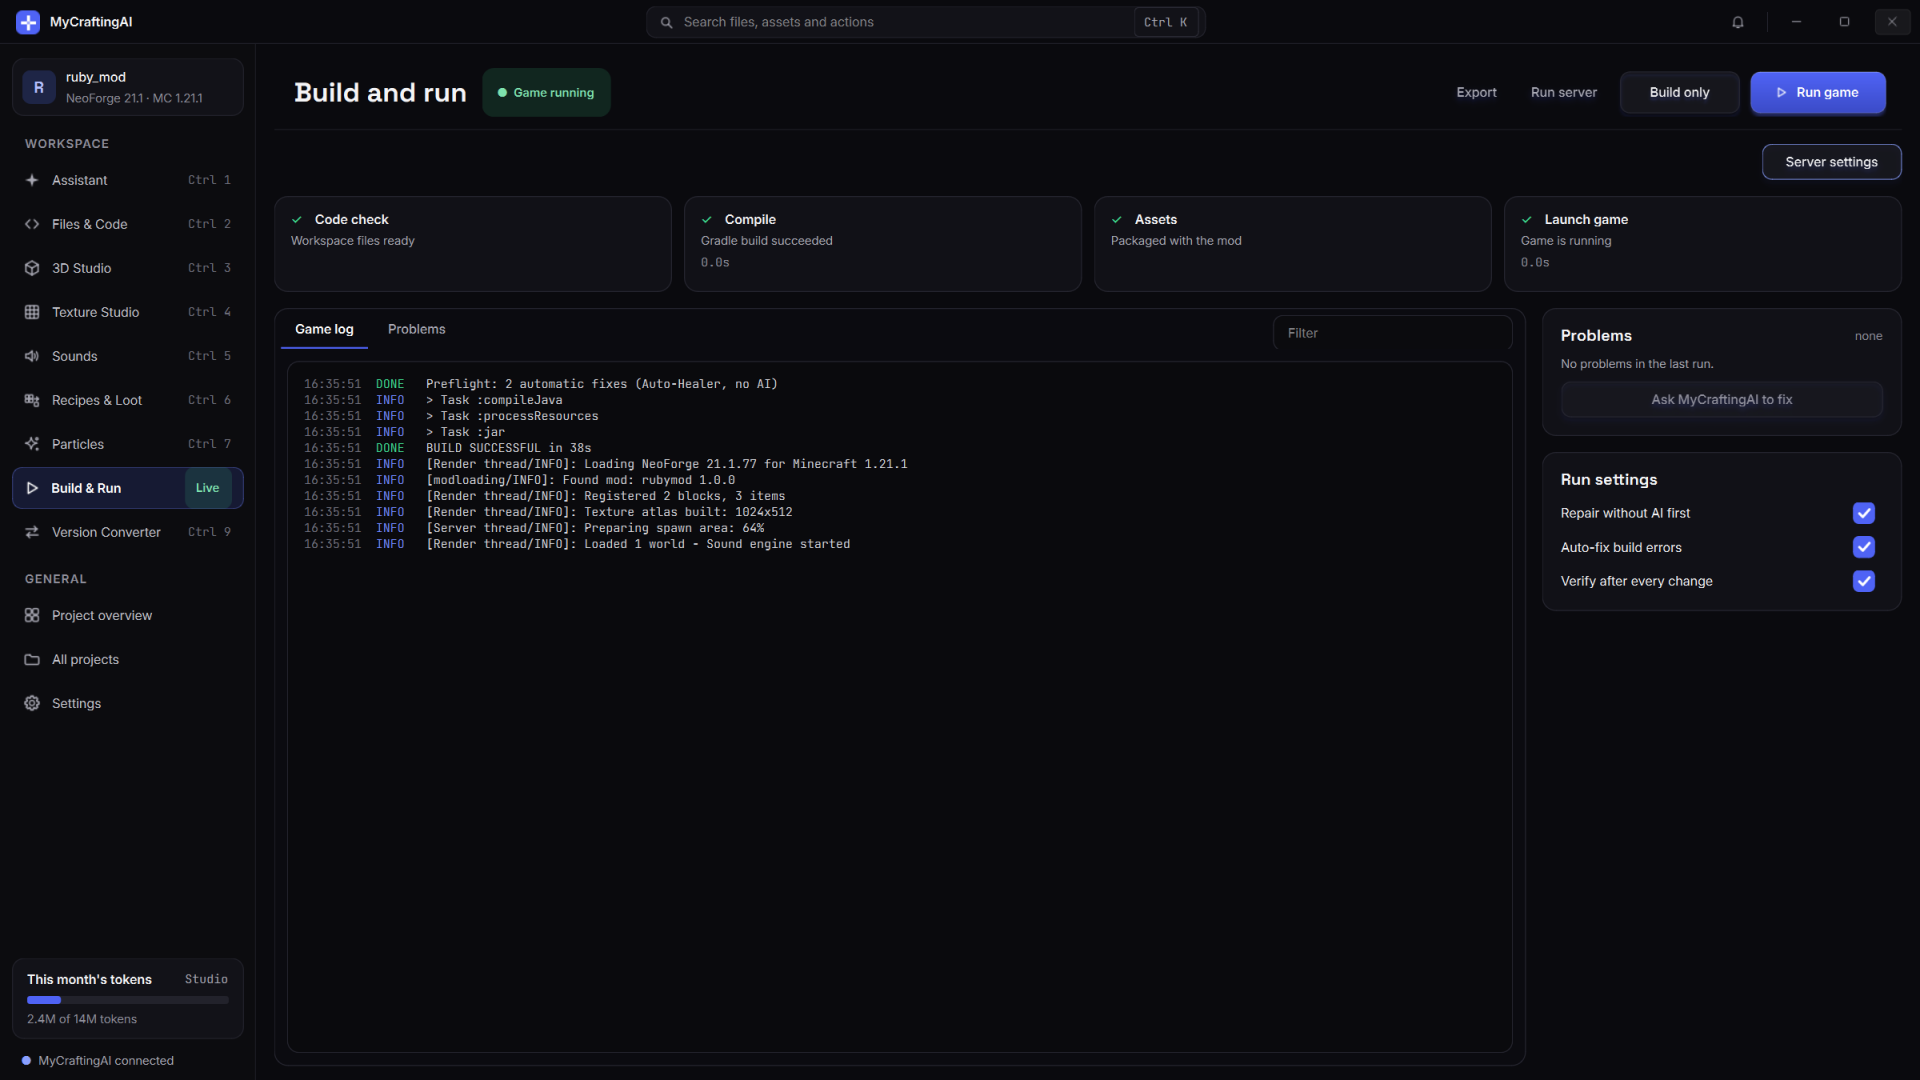 MyCraftingAI
Search files, assets and actions
Ctrl K
R
ruby_mod
NeoForge 21.1 · MC 1.21.1
WORKSPACE
Assistant Ctrl 1
Files & Code Ctrl 2
3D Studio Ctrl 3
Texture Studio Ctrl 4
Sounds Ctrl 5
Recipes & Loot Ctrl 6
Particles Ctrl 7
Build & Run Live
Version Converter Ctrl 9
GENERAL
Project overview
All projects
Settings
This month's tokens Studio
2.4M of 14M tokens
MyCraftingAI connected
Build and run
Game running
Export
Run server
Build only
Run game
Server settings
Code check
Workspace files ready
Compile
Gradle build succeeded
0.0s
Assets
Packaged with the mod
Launch game
Game is running
0.0s
Game log
Problems
Filter
16:35:51 DONE Preflight: 2 automatic fixes (Auto-Healer, no AI)
16:35:51 INFO > Task :compileJava
16:35:51 INFO > Task :processResources
16:35:51 INFO > Task :jar
16:35:51 DONE BUILD SUCCESSFUL in 38s
16:35:51 INFO [Render thread/INFO]: Loading NeoForge 21.1.77 for Minecraft 1.21.1
16:35:51 INFO [modloading/INFO]: Found mod: rubymod 1.0.0
16:35:51 INFO [Render thread/INFO]: Registered 2 blocks, 3 items
16:35:51 INFO [Render thread/INFO]: Texture atlas built: 1024x512
16:35:51 INFO [Server thread/INFO]: Preparing spawn area: 64%
16:35:51 INFO [Render thread/INFO]: Loaded 1 world - Sound engine started
Problems none
No problems in the last run.
Ask MyCraftingAI to fix
Run settings
Repair without AI first
Auto-fix build errors
Verify after every change